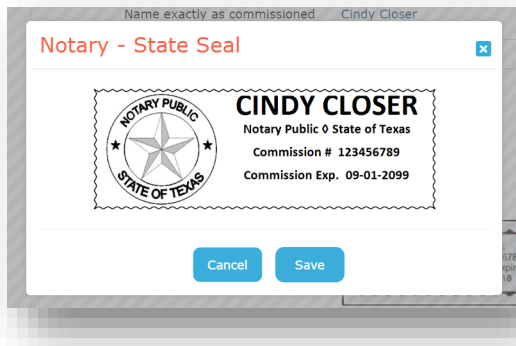 Name exactly as commissioned Cindy Closer
Notary - State Seal
x
NOTARY PUBLIC
STATE OF TEXAS
CINDY CLOSER
Notary Public ◊ State of Texas
Commission # 123456789
Commission Exp. 09-01-2099
Cancel Save